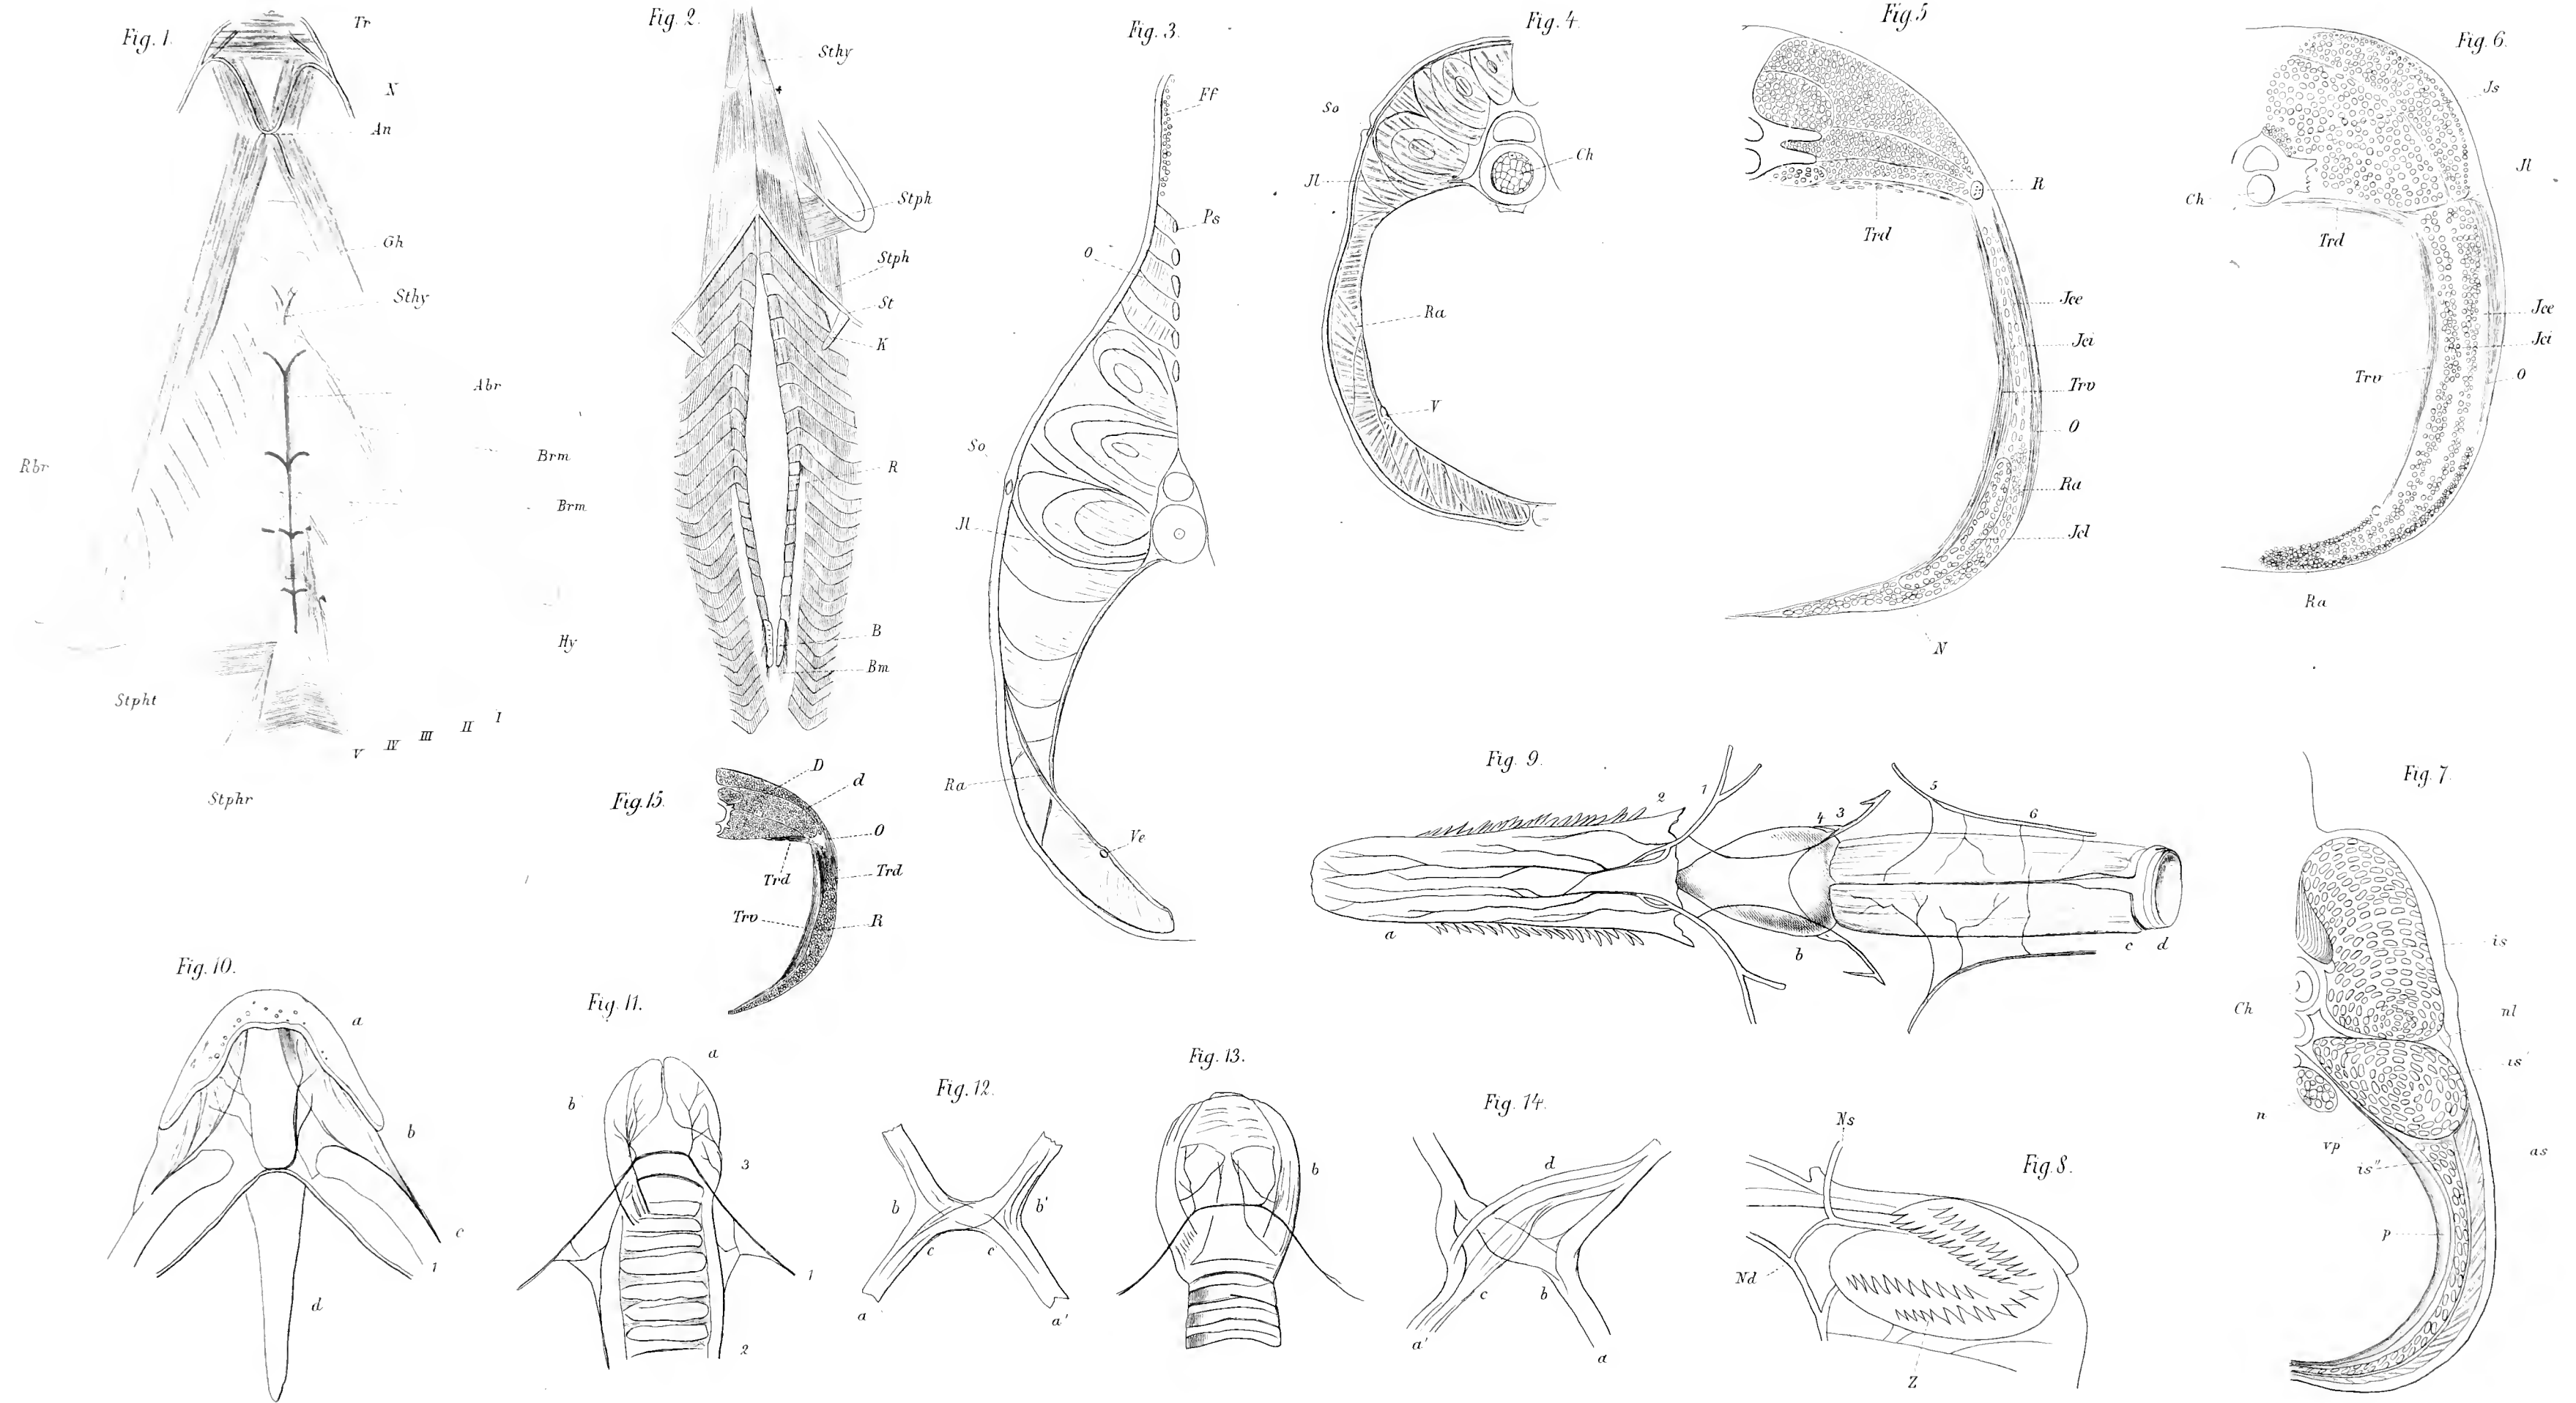 Fig. 1.
Tr
N
An
Gh
Sthy
Abr
Rbr
Brm
Brm
Hy
Stpht
V IV III II I
Stphr
Fig. 2.
Sthy
Stph
Stph
St
K
R
B
Bm
Fig. 3.
Ff
Ps
O
So
Jl
Ra
Ve
Fig. 4.
So
Ch
Jl
Ra
V
Fig. 5
R
Trd
Jce
Jci
Trv
O
Ra
Jcl
N
Fig. 6.
Js
Jl
Ch
Trd
Jce
Jci
Trv
O
Ra
Fig. 15.
D
d
O
Trd
Trd
Trv
R
Fig. 9.
1
2
3
4
5
6
a
b
c
d
Fig. 7.
is
Ch
nl
is'
n
vp
as
is"
p
Fig. 10.
a
b
c
1
d
Fig. 11.
a
b
3
1
2
Fig. 12.
b
b'
c
c
a
a'
Fig. 13.
b
Fig. 14.
d
c
b
a'
a
Fig. 8.
Ns
Nd
Z